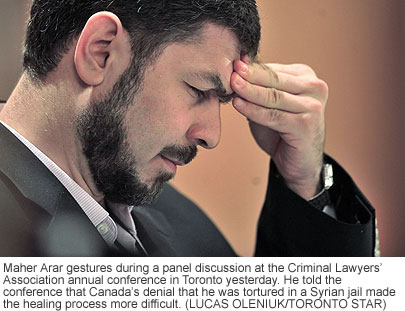 Maher Arar gestures during a panel discussion at the Criminal Lawyers'
Association annual conference in Toronto yesterday. He told the
conference that Canada's denial that he was tortured in a Syrian jail made
the healing process more difficult. (LUCAS OLENIUK/TORONTO STAR)